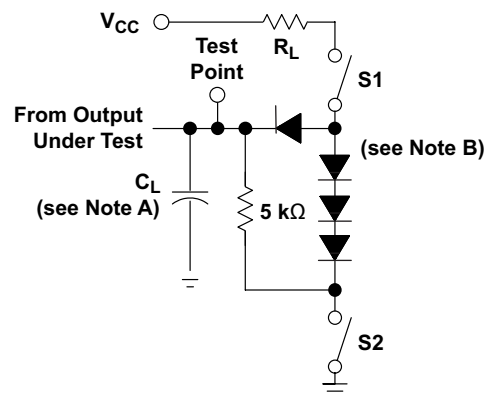 VCC
RL
Test
Point
S1
From Output
Under Test
(see Note B)
CL
(see Note A)
5 kΩ
S2